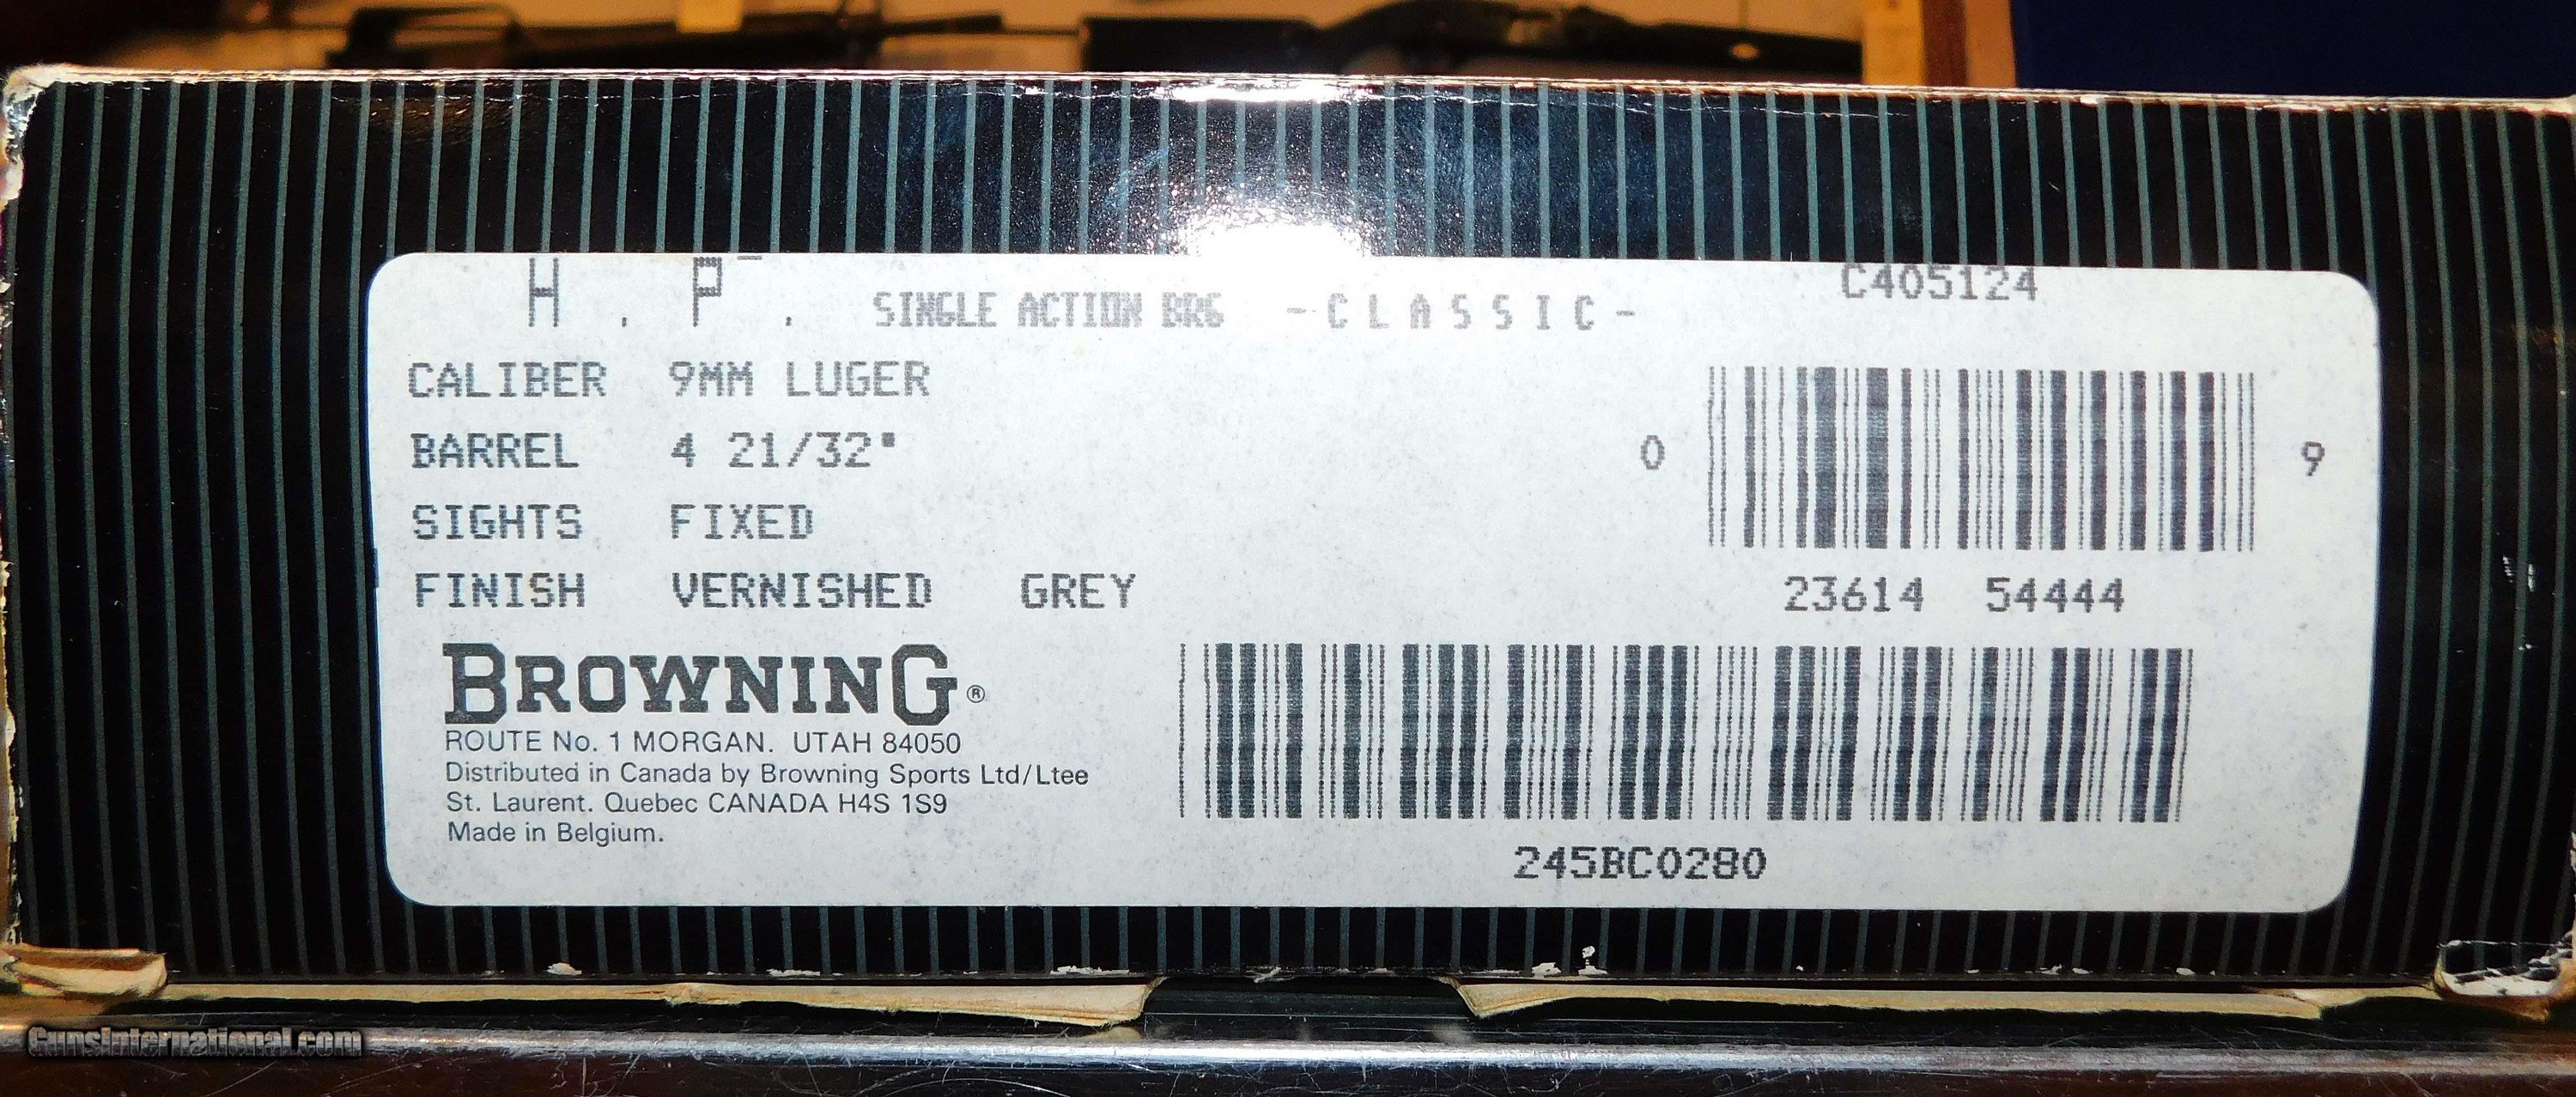 H . P . SINGLE ACTION BRG -CLASSIC- C405124
CALIBER 9MM LUGER
BARREL 4 21/32"
SIGHTS FIXED
FINISH VERNISHED GREY
0 9
23614 54444
BROWNING®
ROUTE No. 1 MORGAN. UTAH 84050
Distributed in Canada by Browning Sports Ltd/Ltee
St. Laurent. Quebec CANADA H4S 1S9
Made in Belgium.
245BC0280
GunsInternational.com